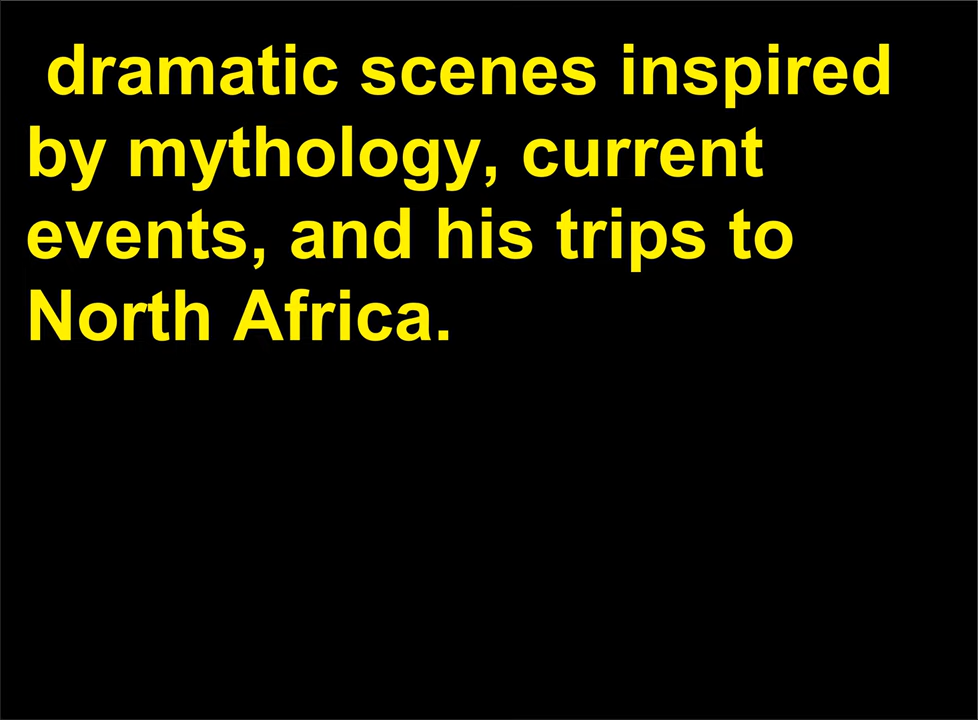 dramatic scenes inspired
by mythology, current
events, and his trips to
North Africa.